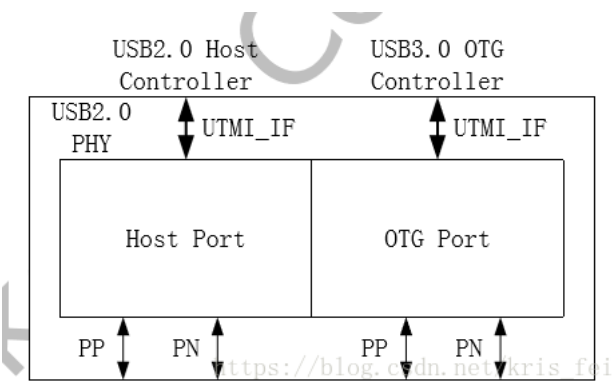 USB2.0 Host
Controller
USB3.0 OTG
Controller
USB2.0
PHY
UTMI_IF
UTMI_IF
Host Port
OTG Port
PP
PN
PP
PN
https://blog.csdn.net/kris_fei